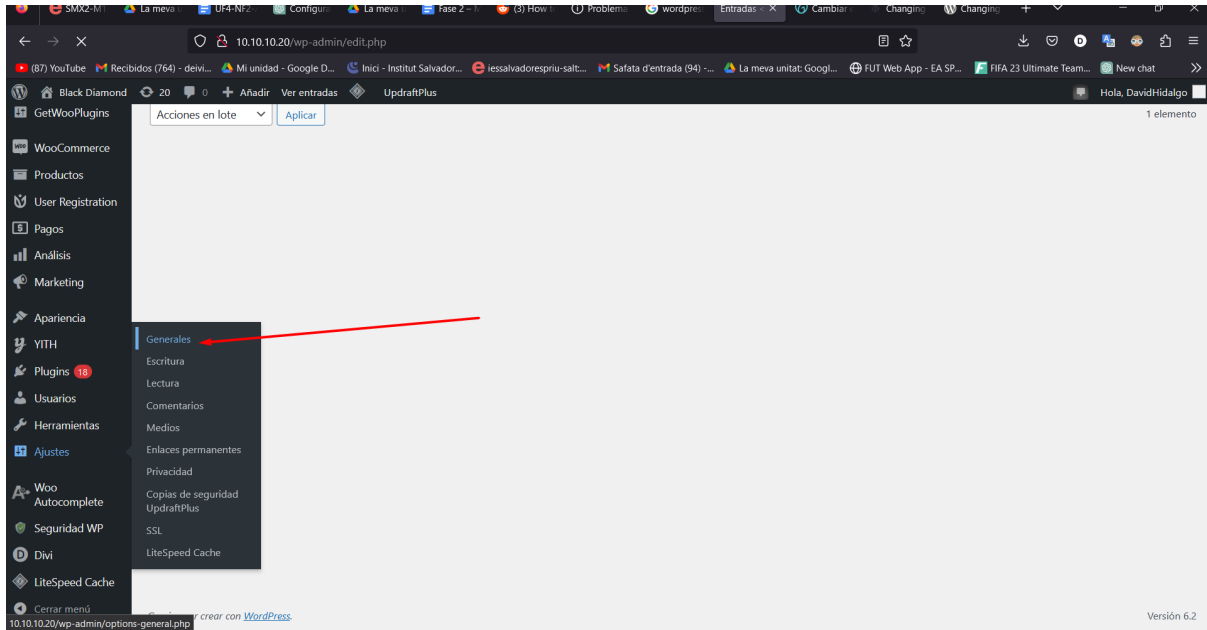 SMX2-M1
La meva u
UF4-NF2-
Configura
La meva u
Fase 2 – 
(3) How t
Problema
wordpres
Entradas <
Cambiar
Changing
Changing
10.10.10.20/wp-admin/edit.php
(87) YouTube
Recibidos (764) - deivi...
Mi unidad - Google D...
Inici - Institut Salvador...
iessalvadorespriu-salt:...
Safata d'entrada (94) -...
La meva unitat: Googl...
FUT Web App - EA SP...
FIFA 23 Ultimate Team...
New chat
Black Diamond
20
0
Añadir
Ver entradas
UpdraftPlus
Hola, DavidHidalgo
GetWooPlugins
Acciones en lote
Aplicar
1 elemento
WooCommerce
Productos
User Registration
Pagos
Análisis
Marketing
Apariencia
YITH
Plugins 18
Usuarios
Herramientas
Ajustes
Woo
Autocomplete
Seguridad WP
Divi
LiteSpeed Cache
Cerrar menú
Generales
Escritura
Lectura
Comentarios
Medios
Enlaces permanentes
Privacidad
Copias de seguridad
UpdraftPlus
SSL
LiteSpeed Cache
crear con WordPress.
Versión 6.2
10.10.10.20/wp-admin/options-general.php